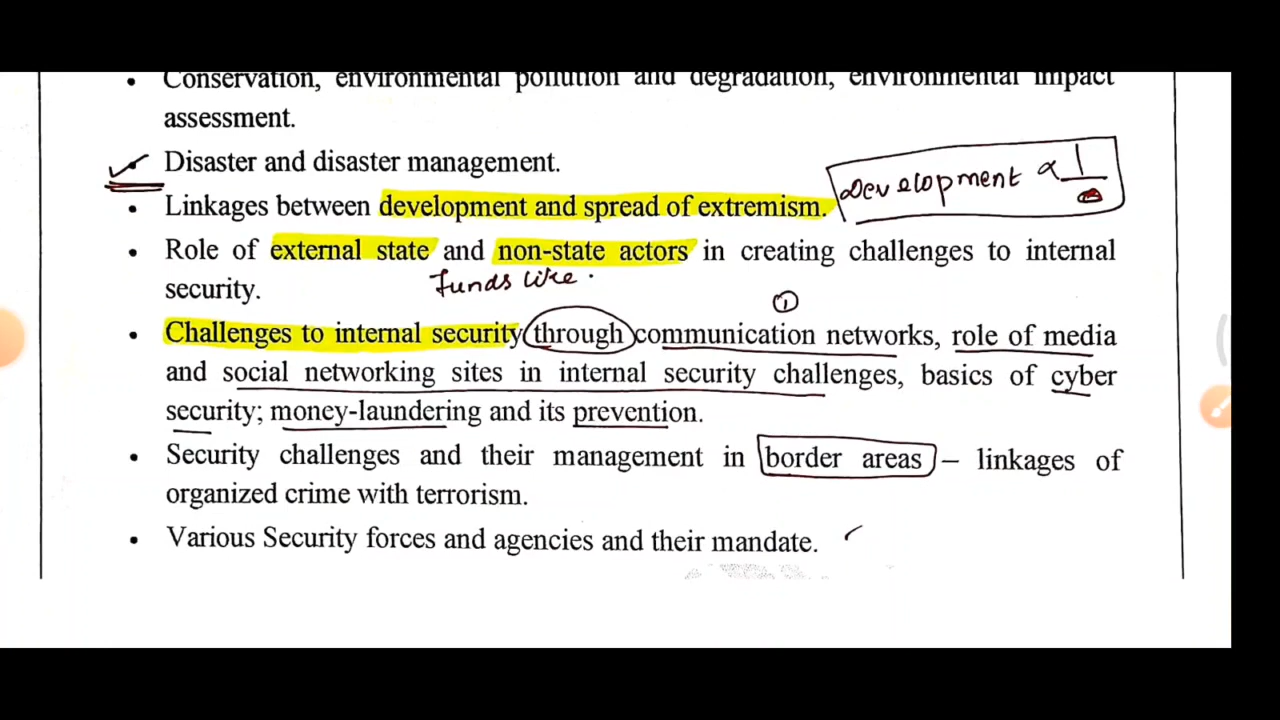 • Conservation, environmental pollution and degradation, environmental impact
assessment.
• Disaster and disaster management.
Development ∝ 1
• Linkages between development and spread of extremism.
• Role of external state and non-state actors in creating challenges to internal
security.
funds like
①
• Challenges to internal security through communication networks, role of media
and social networking sites in internal security challenges, basics of cyber
security; money-laundering and its prevention.
• Security challenges and their management in border areas – linkages of
organized crime with terrorism.
• Various Security forces and agencies and their mandate.